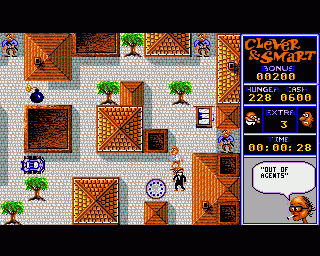 CLEVER
& SMART
BONUS
00200
HUNGER CASH
228 0600
EXTRA
3
TIME
00:00:28
"OUT OF
AGENTS"